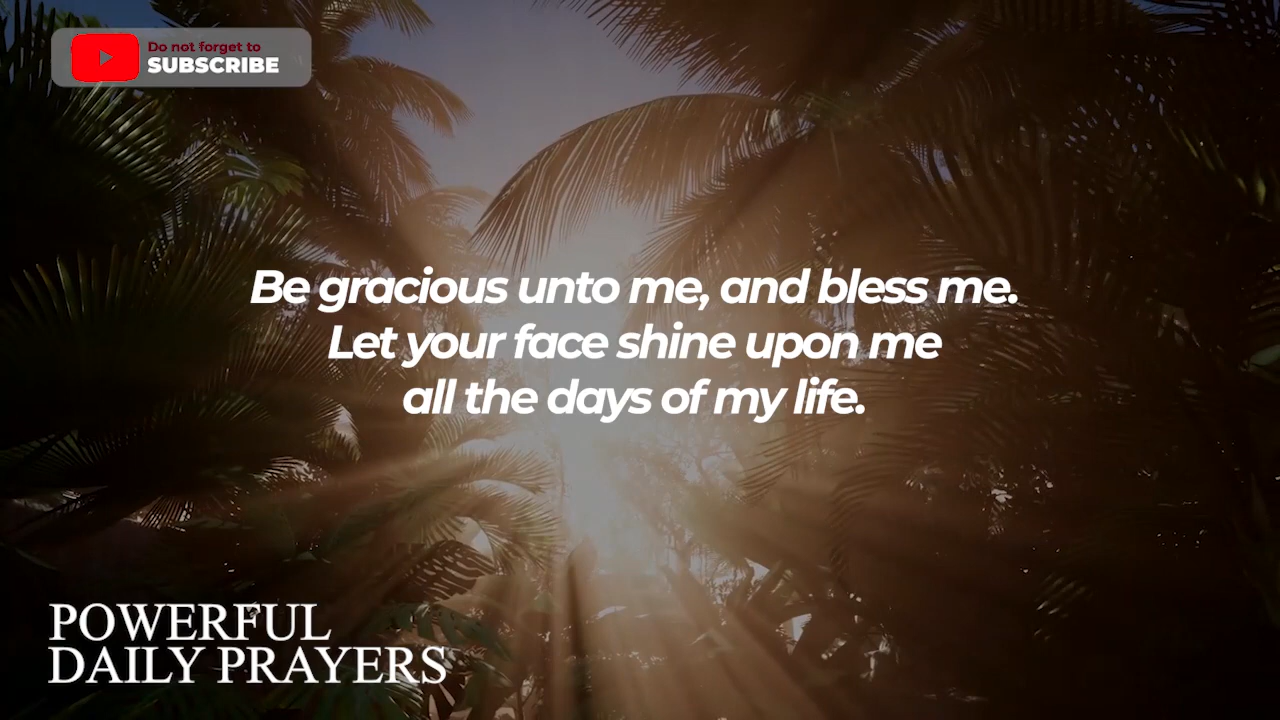 Do not forget to
SUBSCRIBE
Be gracious unto me, and bless me.
Let your face shine upon me
all the days of my life.
POWERFUL
DAILY PRAYERS